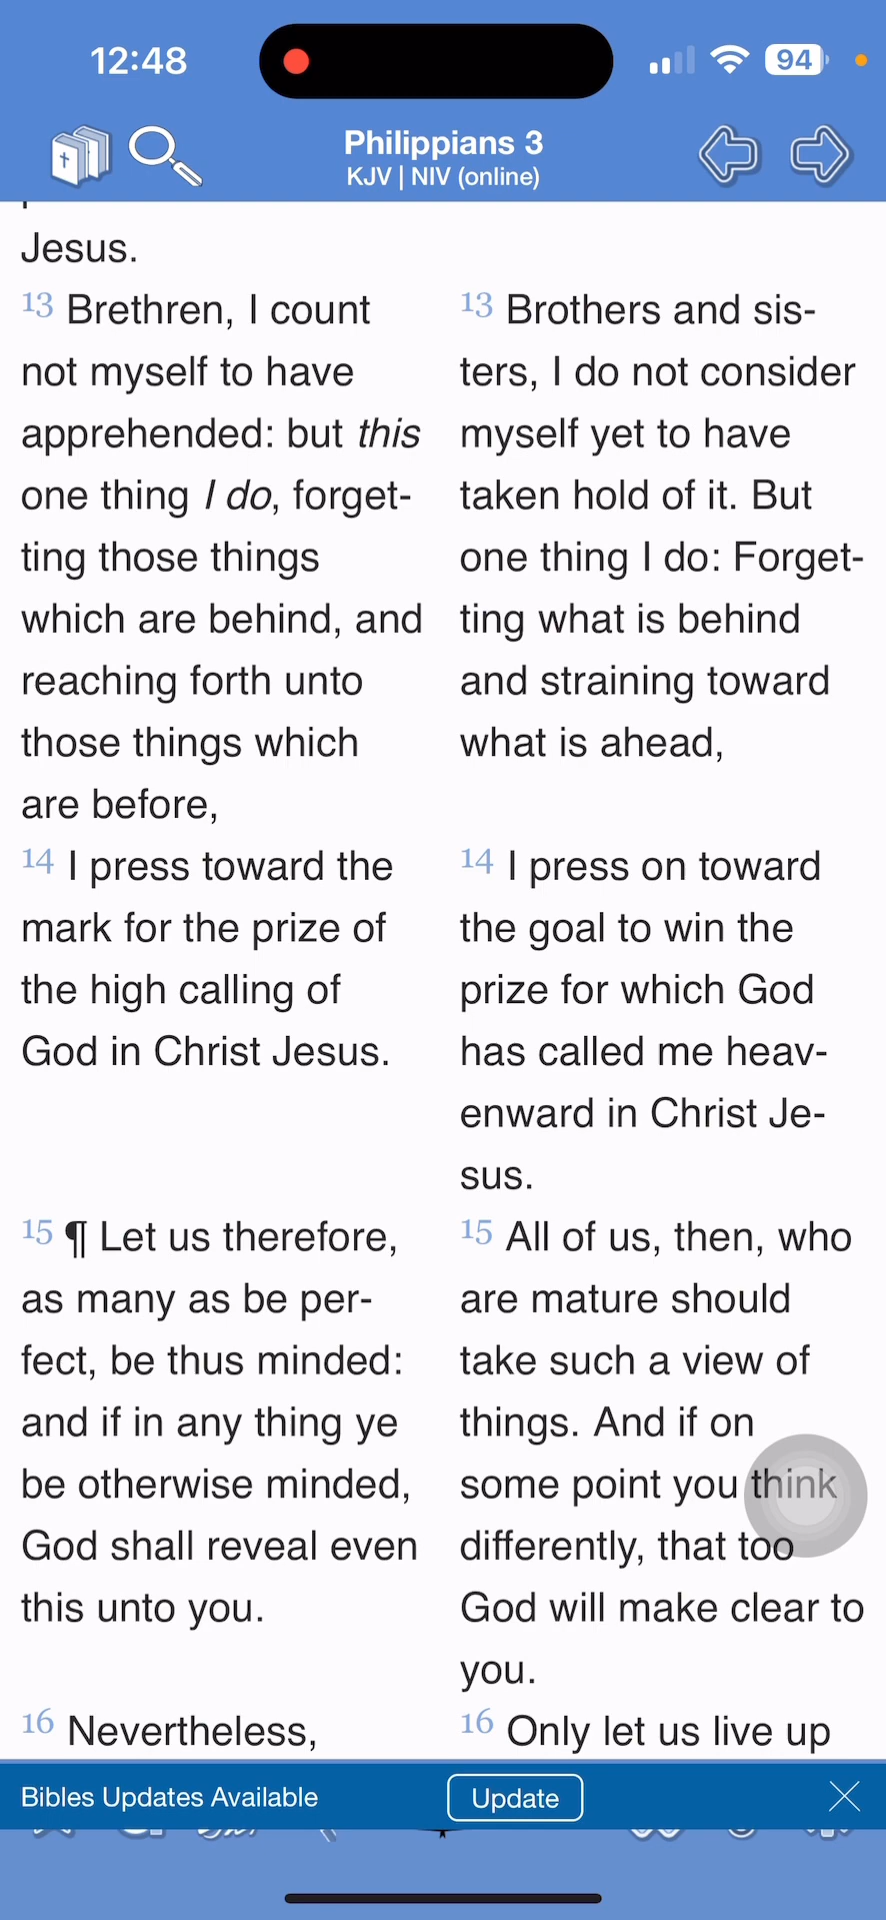 12:48
94
Philippians 3
KJV | NIV (online)
Jesus.
13 Brethren, I count
not myself to have
apprehended: but this
one thing I do, forget-
ting those things
which are behind, and
reaching forth unto
those things which
are before,
14 I press toward the
mark for the prize of
the high calling of
God in Christ Jesus.
15 ¶ Let us therefore,
as many as be per-
fect, be thus minded:
and if in any thing ye
be otherwise minded,
God shall reveal even
this unto you.
16 Nevertheless,
13 Brothers and sis-
ters, I do not consider
myself yet to have
taken hold of it. But
one thing I do: Forget-
ting what is behind
and straining toward
what is ahead,
14 I press on toward
the goal to win the
prize for which God
has called me heav-
enward in Christ Je-
sus.
15 All of us, then, who
are mature should
take such a view of
things. And if on
some point you think
differently, that too
God will make clear to
you.
16 Only let us live up
Bibles Updates Available
Update